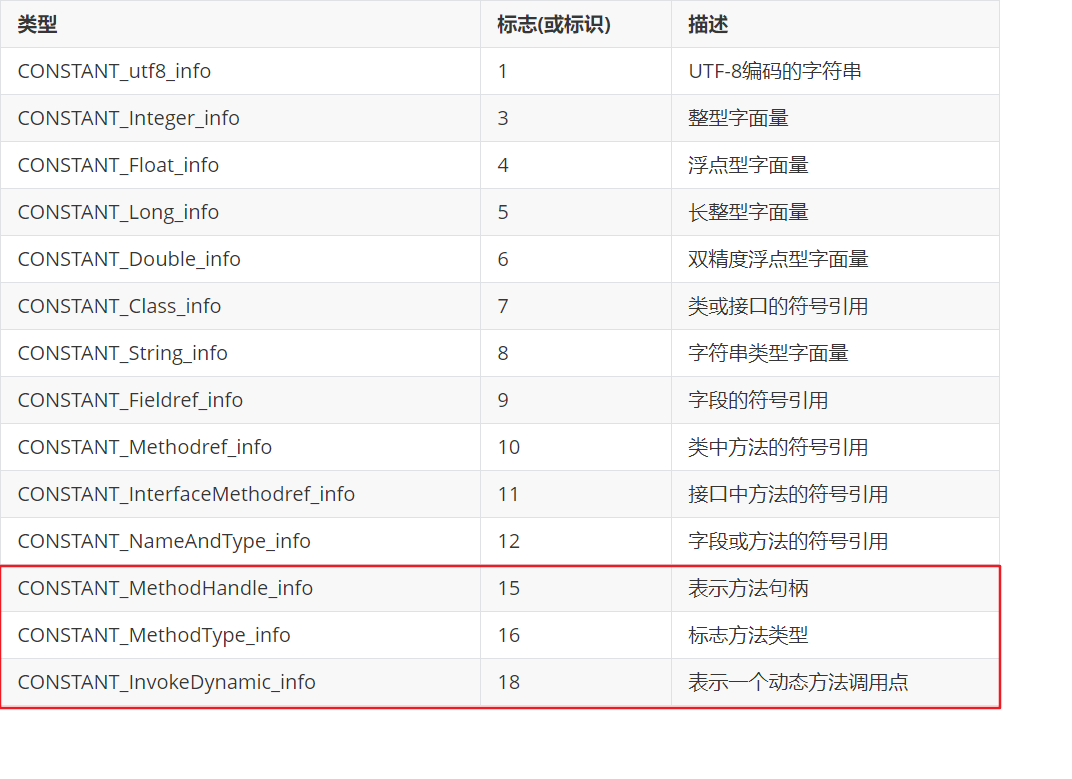 类型 标志(或标识) 描述
CONSTANT_utf8_info 1 UTF-8编码的字符串
CONSTANT_Integer_info 3 整型字面量
CONSTANT_Float_info 4 浮点型字面量
CONSTANT_Long_info 5 长整型字面量
CONSTANT_Double_info 6 双精度浮点型字面量
CONSTANT_Class_info 7 类或接口的符号引用
CONSTANT_String_info 8 字符串类型字面量
CONSTANT_Fieldref_info 9 字段的符号引用
CONSTANT_Methodref_info 10 类中方法的符号引用
CONSTANT_InterfaceMethodref_info 11 接口中方法的符号引用
CONSTANT_NameAndType_info 12 字段或方法的符号引用
CONSTANT_MethodHandle_info 15 表示方法句柄
CONSTANT_MethodType_info 16 标志方法类型
CONSTANT_InvokeDynamic_info 18 表示一个动态方法调用点